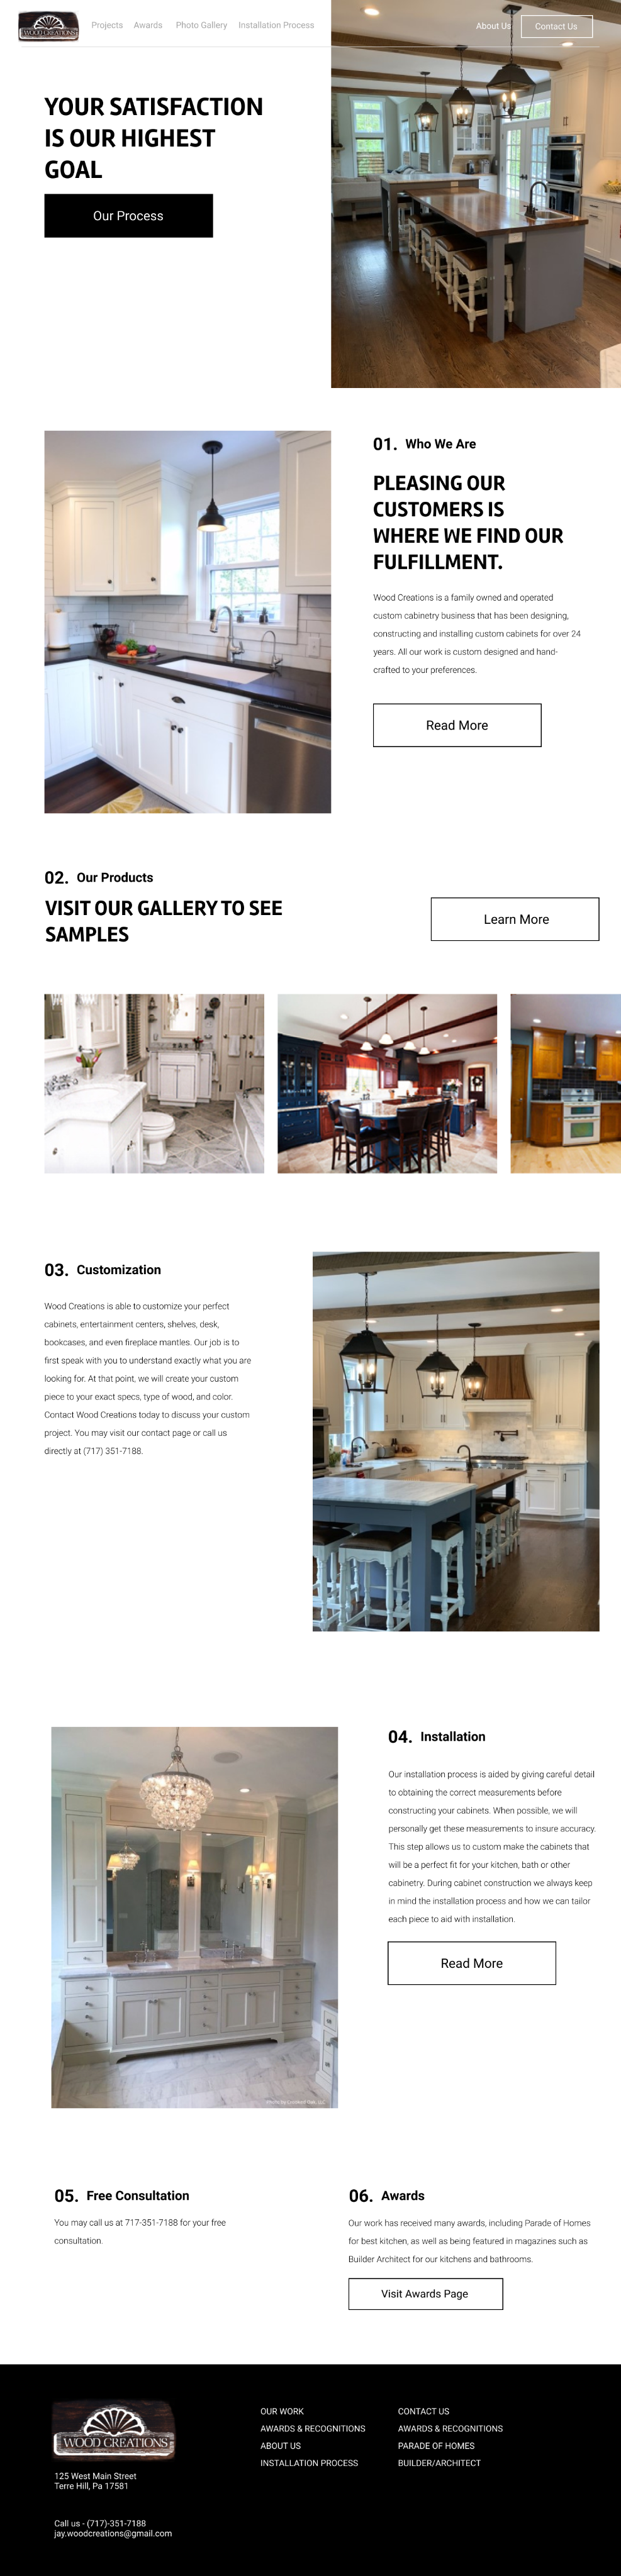 WOOD CREATIONS
Projects
Awards
Photo Gallery
Installation Process
About Us
Contact Us
YOUR SATISFACTION
IS OUR HIGHEST
GOAL
Our Process
01. Who We Are
PLEASING OUR
CUSTOMERS IS
WHERE WE FIND OUR
FULFILLMENT.
Wood Creations is a family owned and operated
custom cabinetry business that has been designing,
constructing and installing custom cabinets for over 24
years. All our work is custom designed and hand-
crafted to your preferences.
Read More
02. Our Products
VISIT OUR GALLERY TO SEE
SAMPLES
Learn More
03. Customization
Wood Creations is able to customize your perfect
cabinets, entertainment centers, shelves, desk,
bookcases, and even fireplace mantles. Our job is to
first speak with you to understand exactly what you are
looking for. At that point, we will create your custom
piece to your exact specs, type of wood, and color.
Contact Wood Creations today to discuss your custom
project. You may visit our contact page or call us
directly at (717) 351-7188.
04. Installation
Our installation process is aided by giving careful detail
to obtaining the correct measurements before
constructing your cabinets. When possible, we will
personally get these measurements to insure accuracy.
This step allows us to custom make the cabinets that
will be a perfect fit for your kitchen, bath or other
cabinetry. During cabinet construction we always keep
in mind the installation process and how we can tailor
each piece to aid with installation.
Read More
05. Free Consultation
You may call us at 717-351-7188 for your free
consultation.
06. Awards
Our work has received many awards, including Parade of Homes
for best kitchen, as well as being featured in magazines such as
Builder Architect for our kitchens and bathrooms.
Visit Awards Page
WOOD CREATIONS
125 West Main Street
Terre Hill, Pa 17581
Call us - (717)-351-7188
jay.woodcreations@gmail.com
OUR WORK
AWARDS & RECOGNITIONS
ABOUT US
INSTALLATION PROCESS
CONTACT US
AWARDS & RECOGNITIONS
PARADE OF HOMES
BUILDER/ARCHITECT